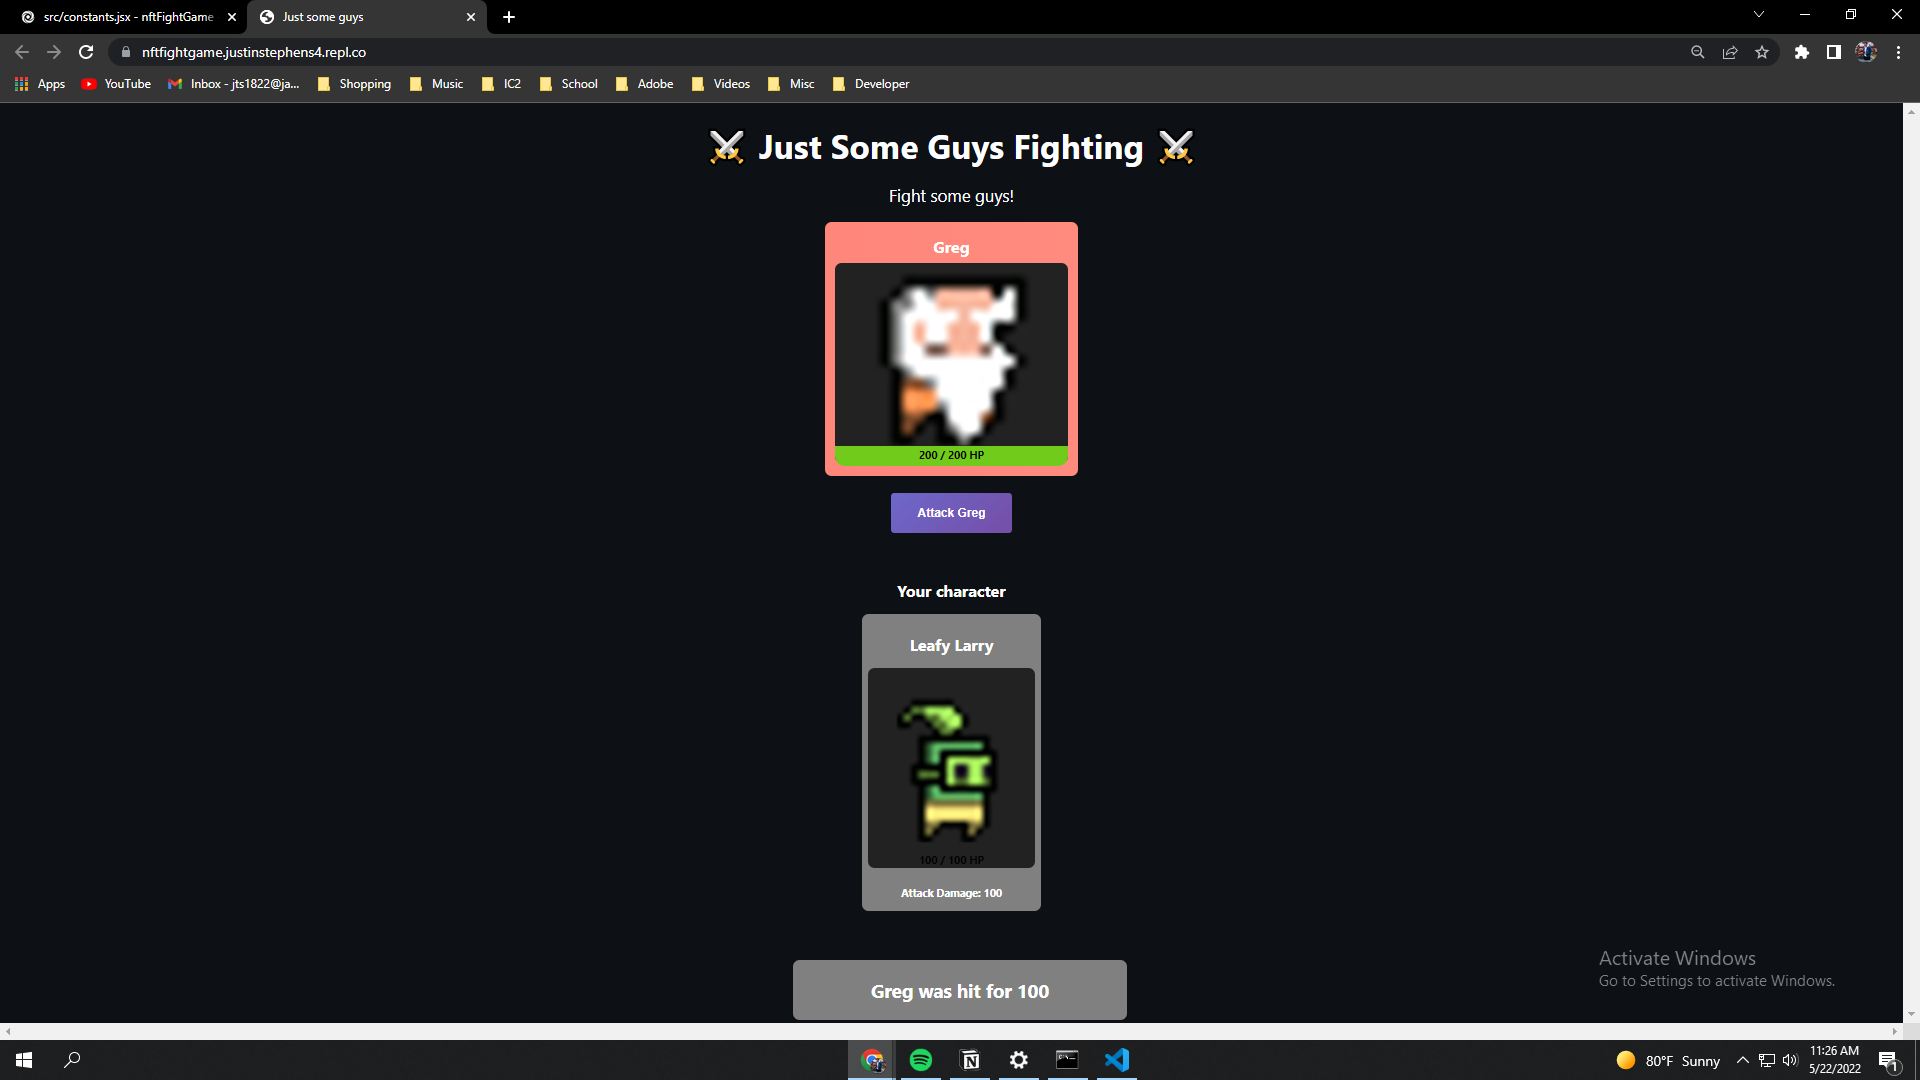 src/constants.jsx - nftFightGame
Just some guys
nftfightgame.justinstephens4.repl.co
Apps
YouTube
Inbox - jts1822@ja...
Shopping
Music
IC2
School
Adobe
Videos
Misc
Developer
⚔️ Just Some Guys Fighting ⚔️
Fight some guys!
Greg
200 / 200 HP
Attack Greg
Your character
Leafy Larry
100 / 100 HP
Attack Damage: 100
Greg was hit for 100
Activate Windows
Go to Settings to activate Windows.
80°F Sunny
11:26 AM
5/22/2022
1